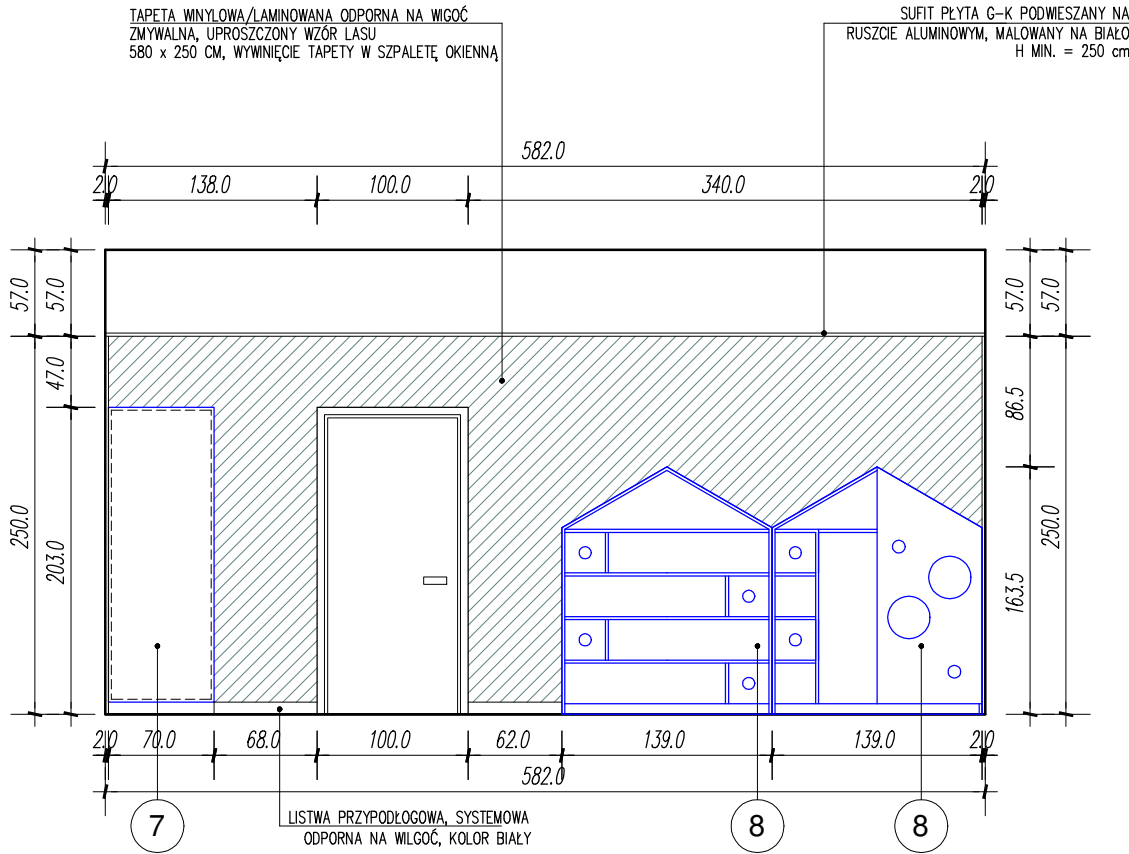 TAPETA WINYLOWA/LAMINOWANA ODPORNA NA WIGOĆ
ZMYWALNA, UPROSZCZONY WZÓR LASU
580 x 250 CM, WYWINIĘCIE TAPETY W SZPALETĘ OKIENNĄ
SUFIT PŁYTA G-K PODWIESZANY NA
RUSZCIE ALUMINOWYM, MALOWANY NA BIAŁO
H MIN. = 250 cm
582.0
2.0 138.0 100.0 340.0 2.0
57.0 57.0
47.0
250.0 203.0
57.0 57.0
86.5
163.5 250.0
2.0 70.0 68.0 100.0 62.0 139.0 139.0 2.0
582.0
7 8 8
LISTWA PRZYPODŁOGOWA, SYSTEMOWA
ODPORNA NA WILGOĆ, KOLOR BIAŁY